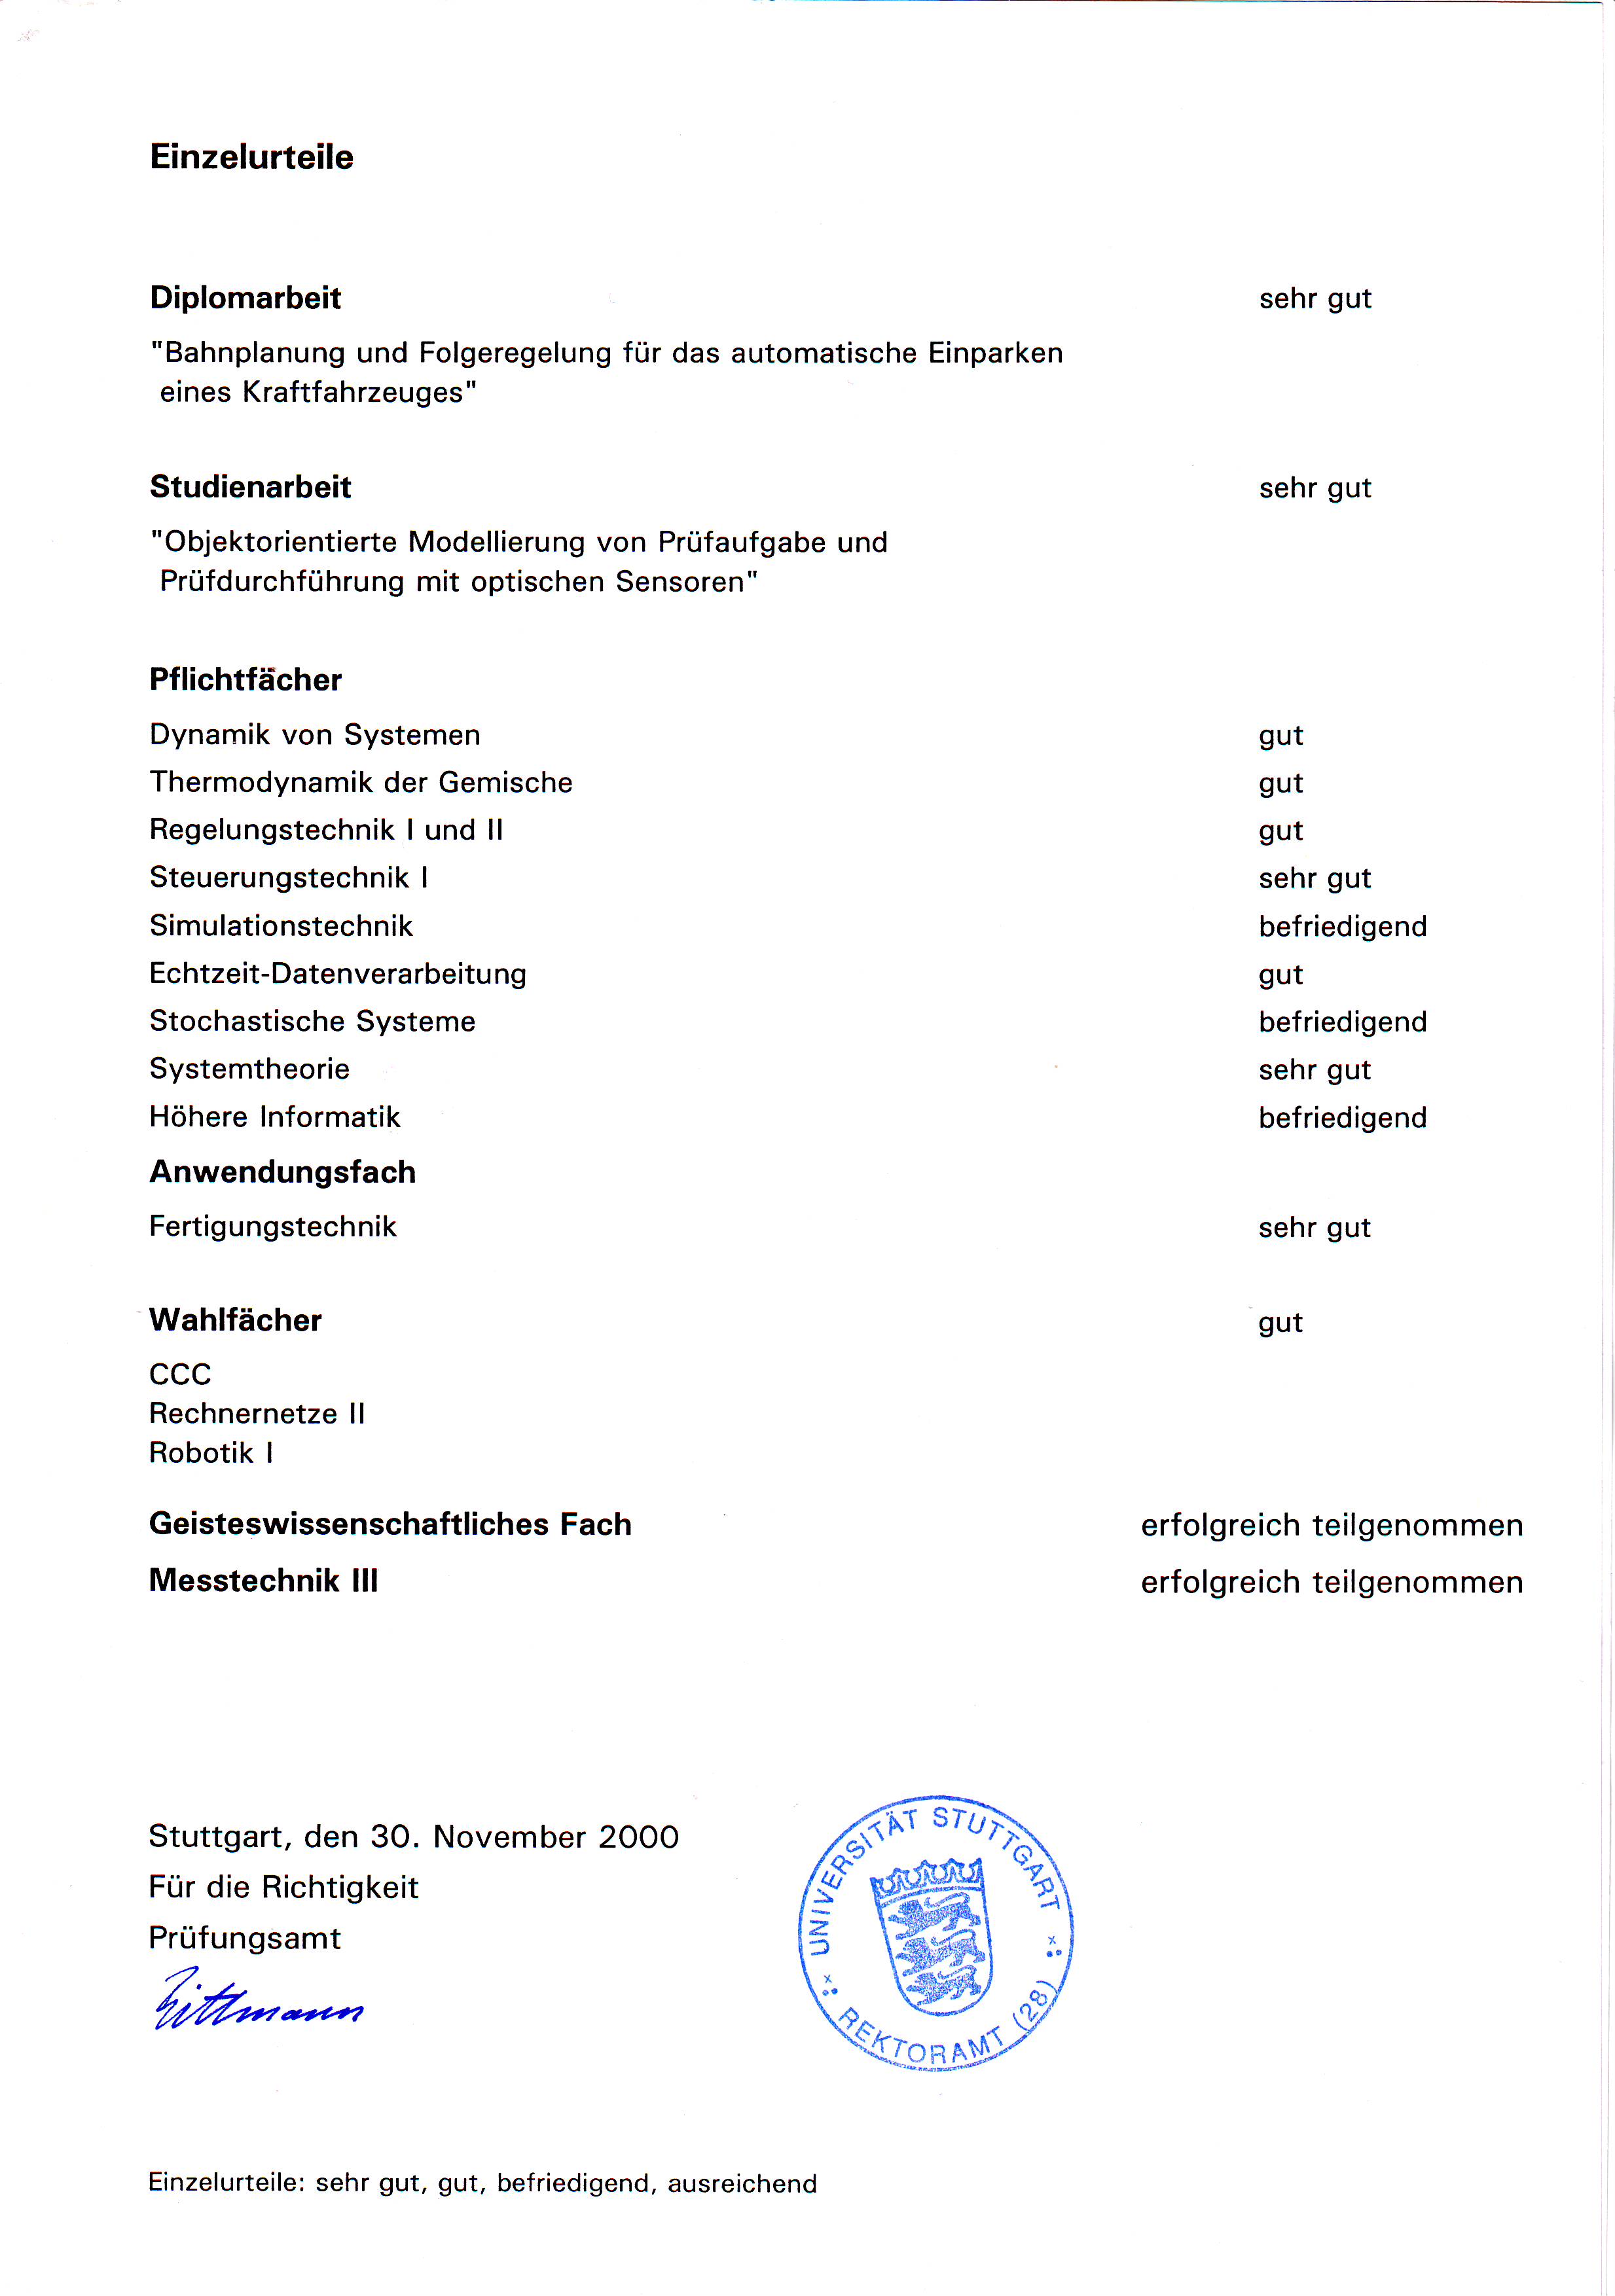 Einzelurteile
Diplomarbeit sehr gut
"Bahnplanung und Folgeregelung für das automatische Einparken
eines Kraftfahrzeuges"
Studienarbeit sehr gut
"Objektorientierte Modellierung von Prüfaufgabe und
Prüfdurchführung mit optischen Sensoren"
Pflichtfächer
Dynamik von Systemen gut
Thermodynamik der Gemische gut
Regelungstechnik I und II gut
Steuerungstechnik I sehr gut
Simulationstechnik befriedigend
Echtzeit-Datenverarbeitung gut
Stochastische Systeme befriedigend
Systemtheorie sehr gut
Höhere Informatik befriedigend
Anwendungsfach
Fertigungstechnik sehr gut
Wahlfächer gut
CCC
Rechnernetze II
Robotik I
Geisteswissenschaftliches Fach erfolgreich teilgenommen
Messtechnik III erfolgreich teilgenommen
Stuttgart, den 30. November 2000
Für die Richtigkeit
Prüfungsamt
UNIVERSITÄT STUTTGART
REKTORAMT (28)
Einzelurteile: sehr gut, gut, befriedigend, ausreichend